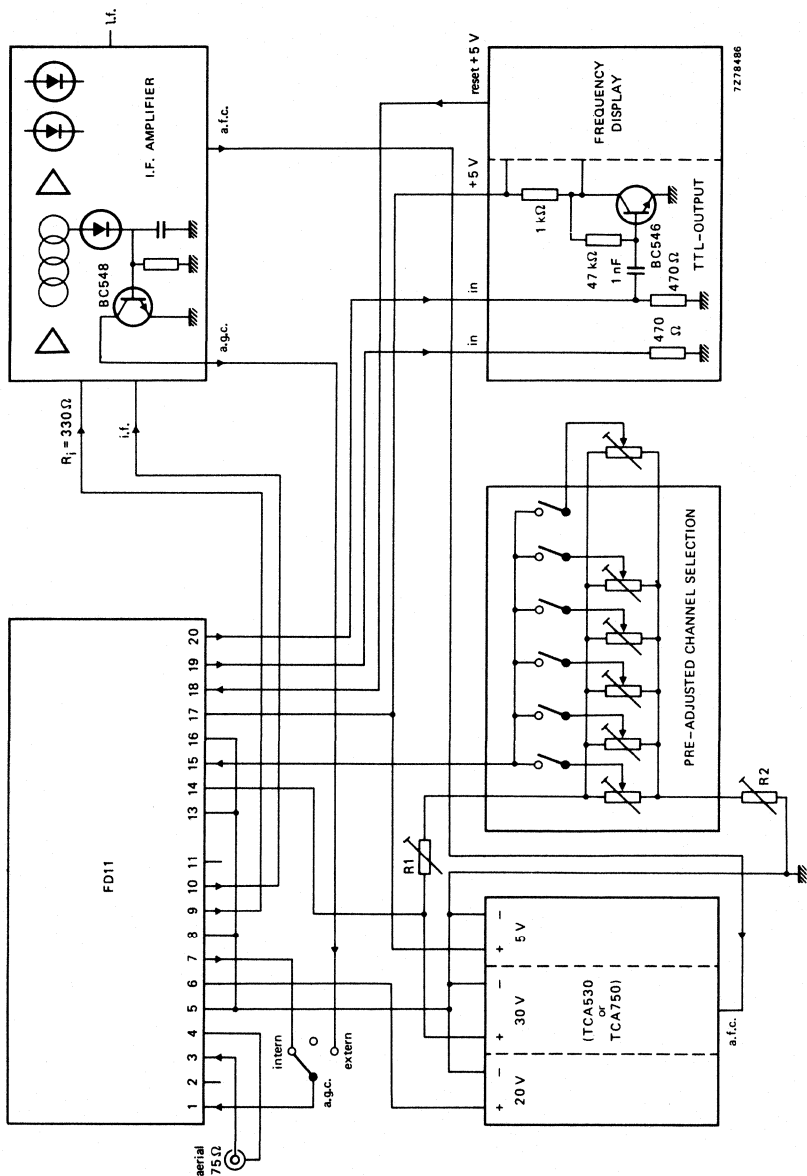 aerial
75 Ω
1
2
3
4
5
6
7
8
9
10
11
13
14
15
16
17
18
19
20
FD11
intern
extern
a.g.c.
R1
+
−
20 V
+
−
30 V
(TCA530
or
TCA750)
+
−
5 V
a.f.c.
PRE-ADJUSTED CHANNEL SELECTION
R2
Ri = 330 Ω
i.f.
a.g.c.
a.f.c.
BC548
I.F. AMPLIFIER
l.f.
in
in
+5 V
reset +5 V
470
Ω
470 Ω
1 nF
47 kΩ
1 kΩ
BC546
TTL-OUTPUT
FREQUENCY
DISPLAY
7Z78486